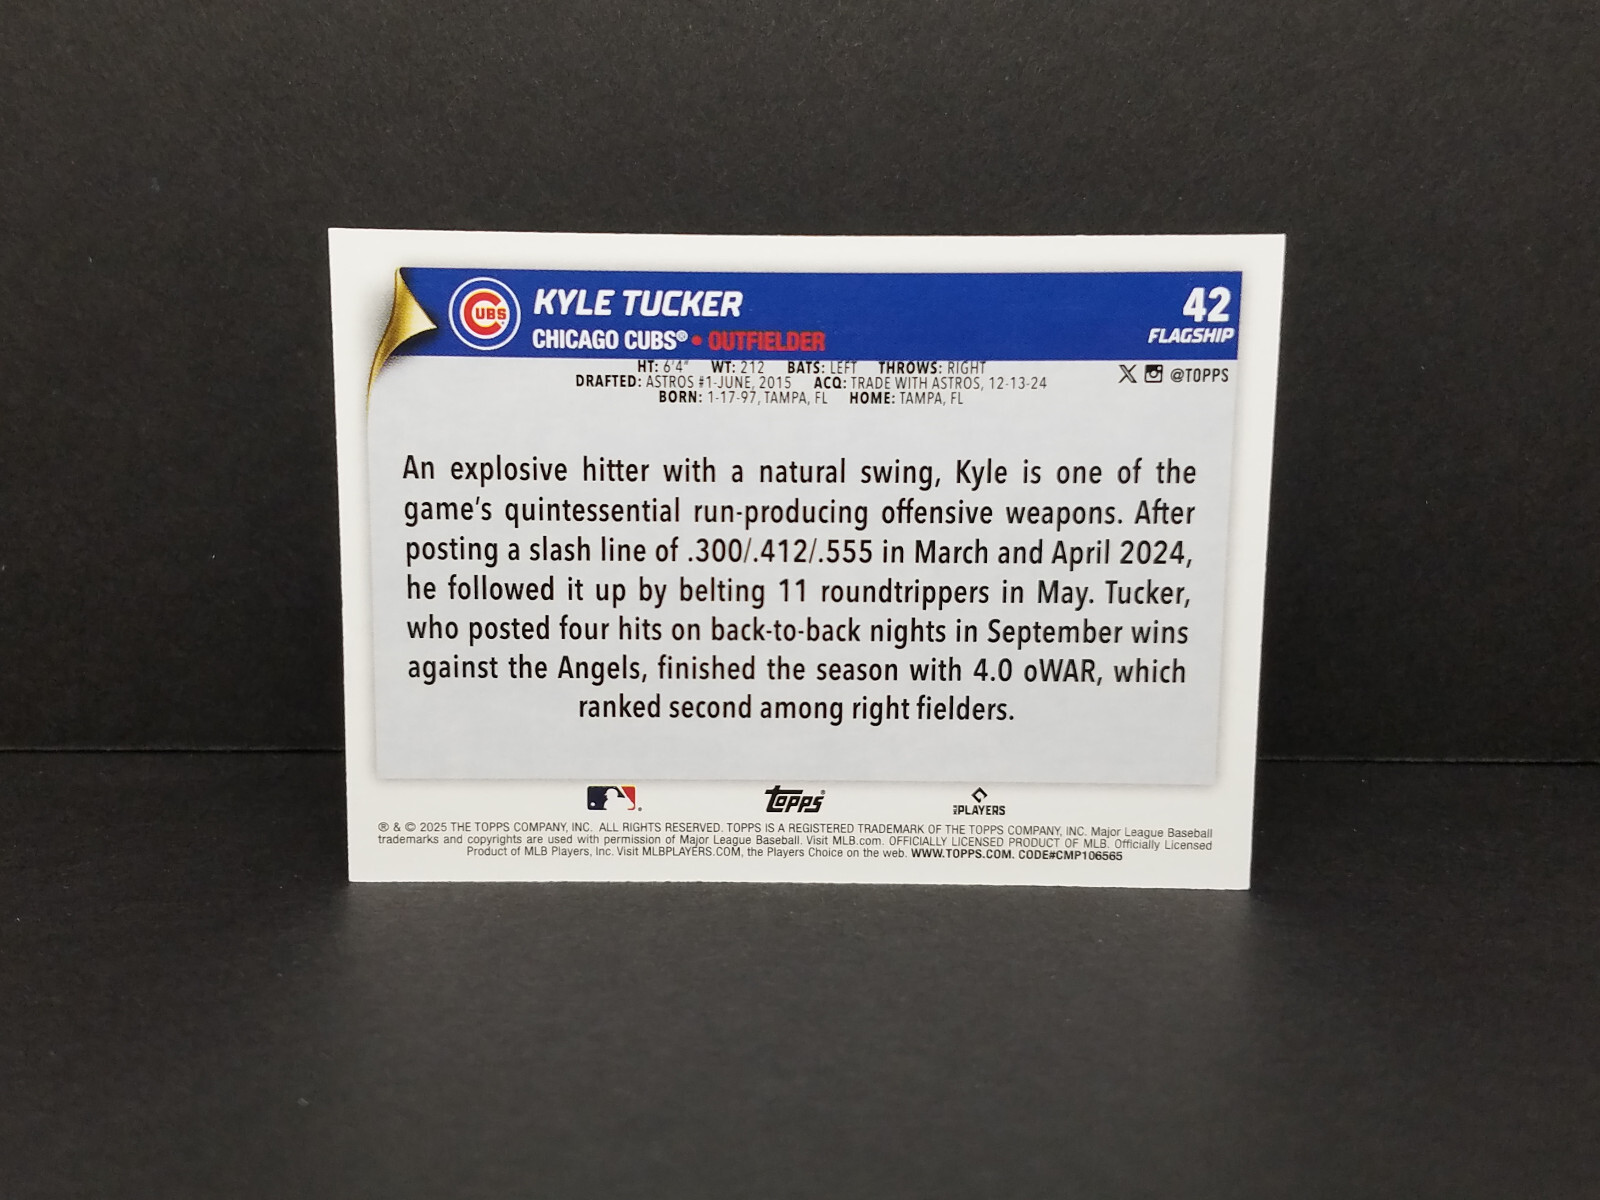 CUBS
KYLE TUCKER
CHICAGO CUBS® • OUTFIELDER
42
FLAGSHIP
HT: 6'4" WT: 212 BATS: LEFT THROWS: RIGHT
DRAFTED: ASTROS #1-JUNE, 2015 ACQ: TRADE WITH ASTROS, 12-13-24
BORN: 1-17-97, TAMPA, FL HOME: TAMPA, FL
X @TOPPS
An explosive hitter with a natural swing, Kyle is one of the
game's quintessential run-producing offensive weapons. After
posting a slash line of .300/.412/.555 in March and April 2024,
he followed it up by belting 11 roundtrippers in May. Tucker,
who posted four hits on back-to-back nights in September wins
against the Angels, finished the season with 4.0 oWAR, which
ranked second among right fielders.
Topps® MLB PLAYERS
® & © 2025 THE TOPPS COMPANY, INC. ALL RIGHTS RESERVED. TOPPS IS A REGISTERED TRADEMARK OF THE TOPPS COMPANY, INC. Major League Baseball
trademarks and copyrights are used with permission of Major League Baseball. Visit MLB.com. OFFICIALLY LICENSED PRODUCT OF MLB. Officially Licensed
Product of MLB Players, Inc. Visit MLBPLAYERS.COM, the Players Choice on the web. WWW.TOPPS.COM. CODE#CMP106565